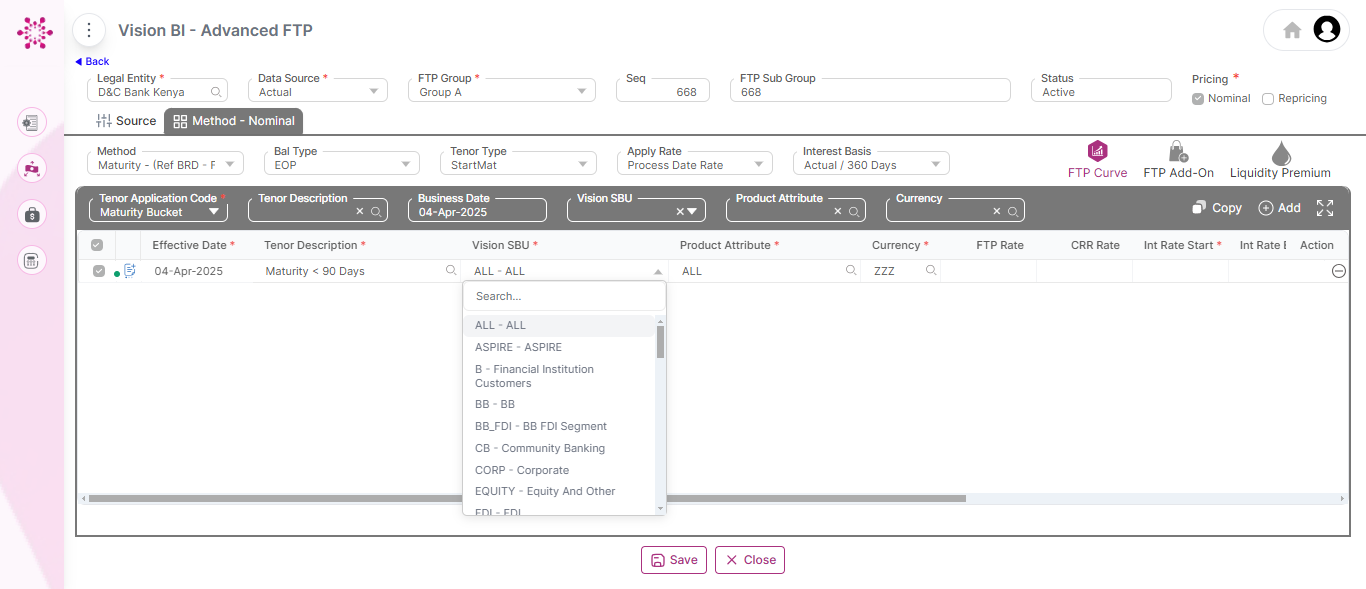 Vision BI - Advanced FTP
Back
Legal Entity *
D&C Bank Kenya
Data Source *
Actual
FTP Group *
Group A
Seq
668
FTP Sub Group
668
Status
Active
Pricing *
Nominal
Repricing
Source
Method - Nominal
Method
Maturity - (Ref BRD - F
Bal Type
EOP
Tenor Type
StartMat
Apply Rate
Process Date Rate
Interest Basis
Actual / 360 Days
FTP Curve
FTP Add-On
Liquidity Premium
Tenor Application Code *
Maturity Bucket
Tenor Description
Business Date
04-Apr-2025
Vision SBU
Product Attribute
Currency
Copy
Add
Effective Date * Tenor Description * Vision SBU * Product Attribute * Currency * FTP Rate CRR Rate Int Rate Start * Int Rate E Action
04-Apr-2025 Maturity < 90 Days ALL - ALL ALL ZZZ
Search...
ALL - ALL
ASPIRE - ASPIRE
B - Financial Institution
Customers
BB - BB
BB_FDI - BB FDI Segment
CB - Community Banking
CORP - Corporate
EQUITY - Equity And Other
FDI - FDI
Save
Close